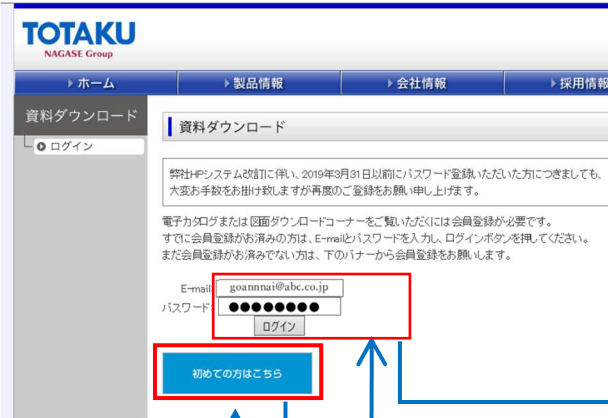 TOTAKU
NAGASE Group
ホーム 製品情報 会社情報 採用情報
資料ダウンロード
ログイン
資料ダウンロード
弊社HPシステム改訂に伴い、2019年3月31日以前にパスワード登録いただいた方につきましても、
大変お手数をお掛け致しますが再度のご登録をお願い申し上げます。
電子カタログまたは図面ダウンロードコーナーをご覧いただくには会員登録が必要です。
すでに会員登録がお済みの方は、E-mailとパスワードを入力し、ログインボタンを押してください。
まだ会員登録がお済みでない方は、下のバナーから会員登録をお願いします。
E-mail: goannnai@abc.co.jp
パスワード: ●●●●●●●●
ログイン
初めての方はこちら